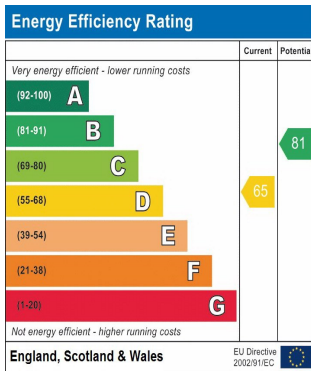 Energy Efficiency Rating
Current Potentia
Very energy efficient - lower running costs
(92-100) A
(81-91) B
81
(69-80) C
(55-68) D
65
(39-54) E
(21-38) F
(1-20) G
Not energy efficient - higher running costs
England, Scotland & Wales
EU Directive
2002/91/EC